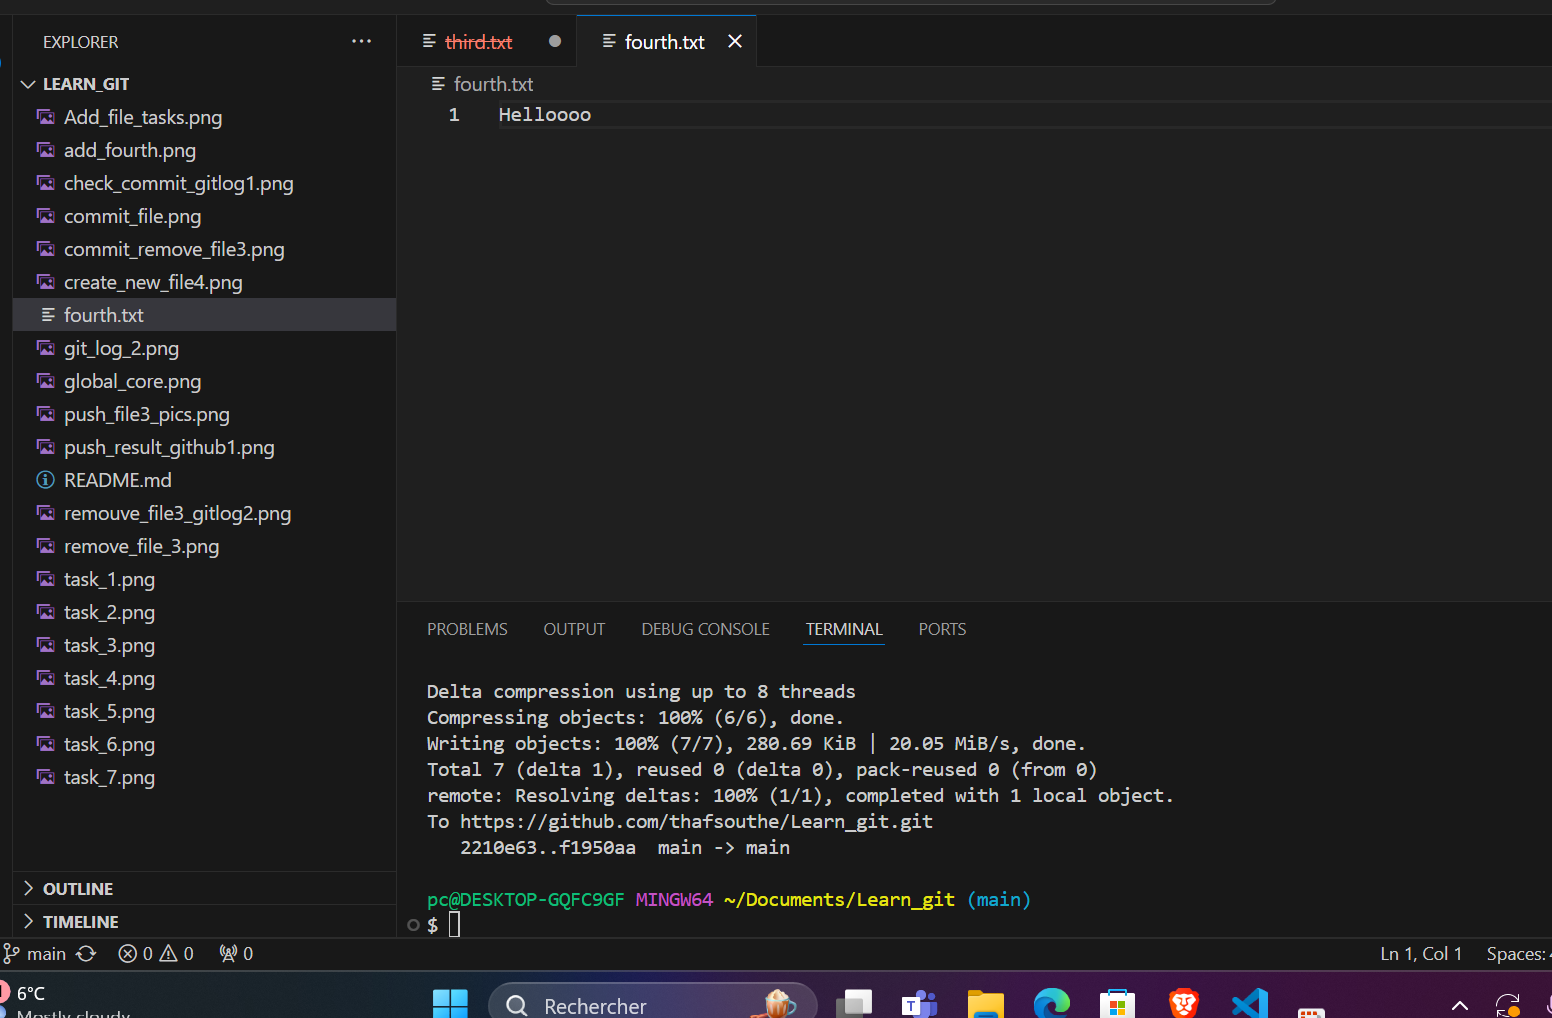 EXPLORER
LEARN_GIT
Add_file_tasks.png
add_fourth.png
check_commit_gitlog1.png
commit_file.png
commit_remove_file3.png
create_new_file4.png
fourth.txt
git_log_2.png
global_core.png
push_file3_pics.png
push_result_github1.png
README.md
remouve_file3_gitlog2.png
remove_file_3.png
task_1.png
task_2.png
task_3.png
task_4.png
task_5.png
task_6.png
task_7.png
OUTLINE
TIMELINE
third.txt fourth.txt
fourth.txt
1 Helloooo
PROBLEMS OUTPUT DEBUG CONSOLE TERMINAL PORTS
Delta compression using up to 8 threads
Compressing objects: 100% (6/6), done.
Writing objects: 100% (7/7), 280.69 KiB | 20.05 MiB/s, done.
Total 7 (delta 1), reused 0 (delta 0), pack-reused 0 (from 0)
remote: Resolving deltas: 100% (1/1), completed with 1 local object.
To https://github.com/thafsouthe/Learn_git.git
2210e63..f1950aa main -> main
pc@DESKTOP-GQFC9GF MINGW64 ~/Documents/Learn_git (main)
$
main 0 0 0 Ln 1, Col 1 Spaces:
6°C
Mostly cloudy
Rechercher